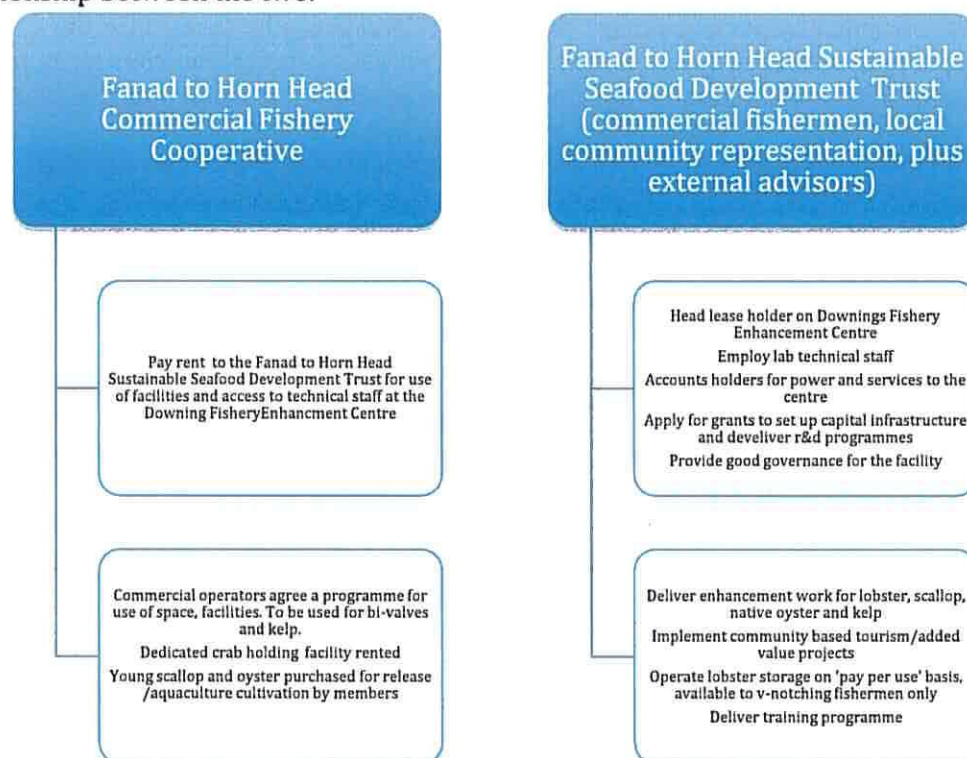 Fanad to Horn Head
Commercial Fishery
Cooperative
Pay rent to the Fanad to Horn Head
Sustainable Seafood Development Trust for use
of facilities and access to technical staff at the
Downing FisheryEnhancment Centre
Commercial operators agree a programme for
use of space, facilities. To be used for bi-valves
and kelp.
Dedicated crab holding facility rented
Young scallop and oyster purchased for release
/aquaculture cultivation by members
Fanad to Horn Head Sustainable
Seafood Development Trust
(commercial fishermen, local
community representation, plus
external advisors)
Head lease holder on Downings Fishery
Enhancement Centre
Employ lab technical staff
Accounts holders for power and services to the
centre
Apply for grants to set up capital infrastructure
and develiver r&d programmes
Provide good governance for the facility
Deliver enhancement work for lobster, scallop,
native oyster and kelp
Implement community based tourism/added
value projects
Operate lobster storage on 'pay per use' basis,
available to v-notching fishermen only
Deliver training programme